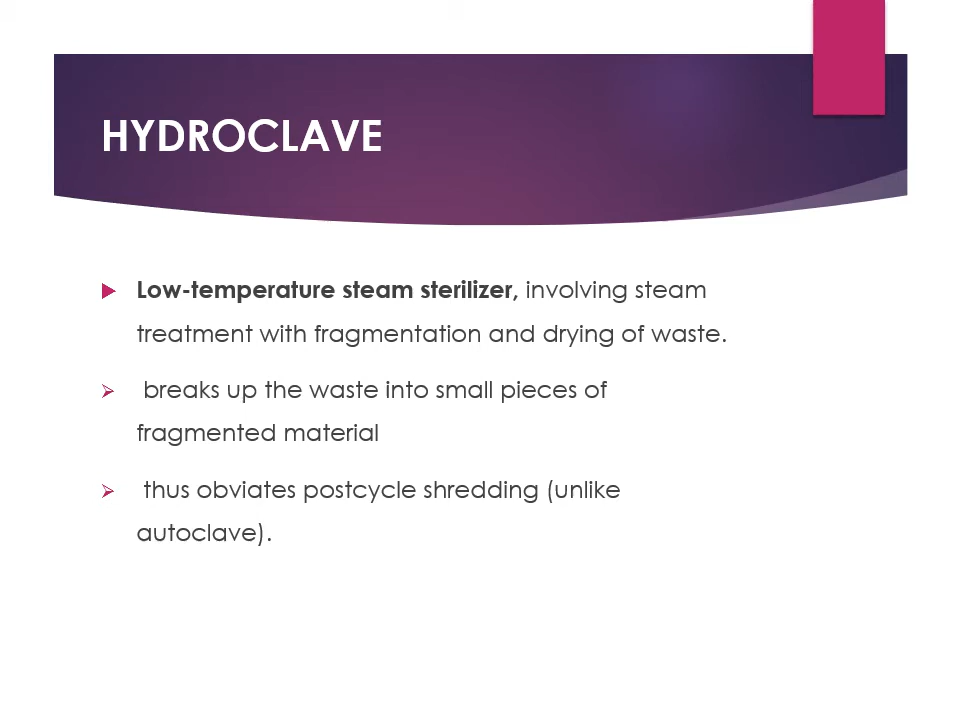 HYDROCLAVE
Low-temperature steam sterilizer, involving steam
treatment with fragmentation and drying of waste.
breaks up the waste into small pieces of
fragmented material
thus obviates postcycle shredding (unlike
autoclave).